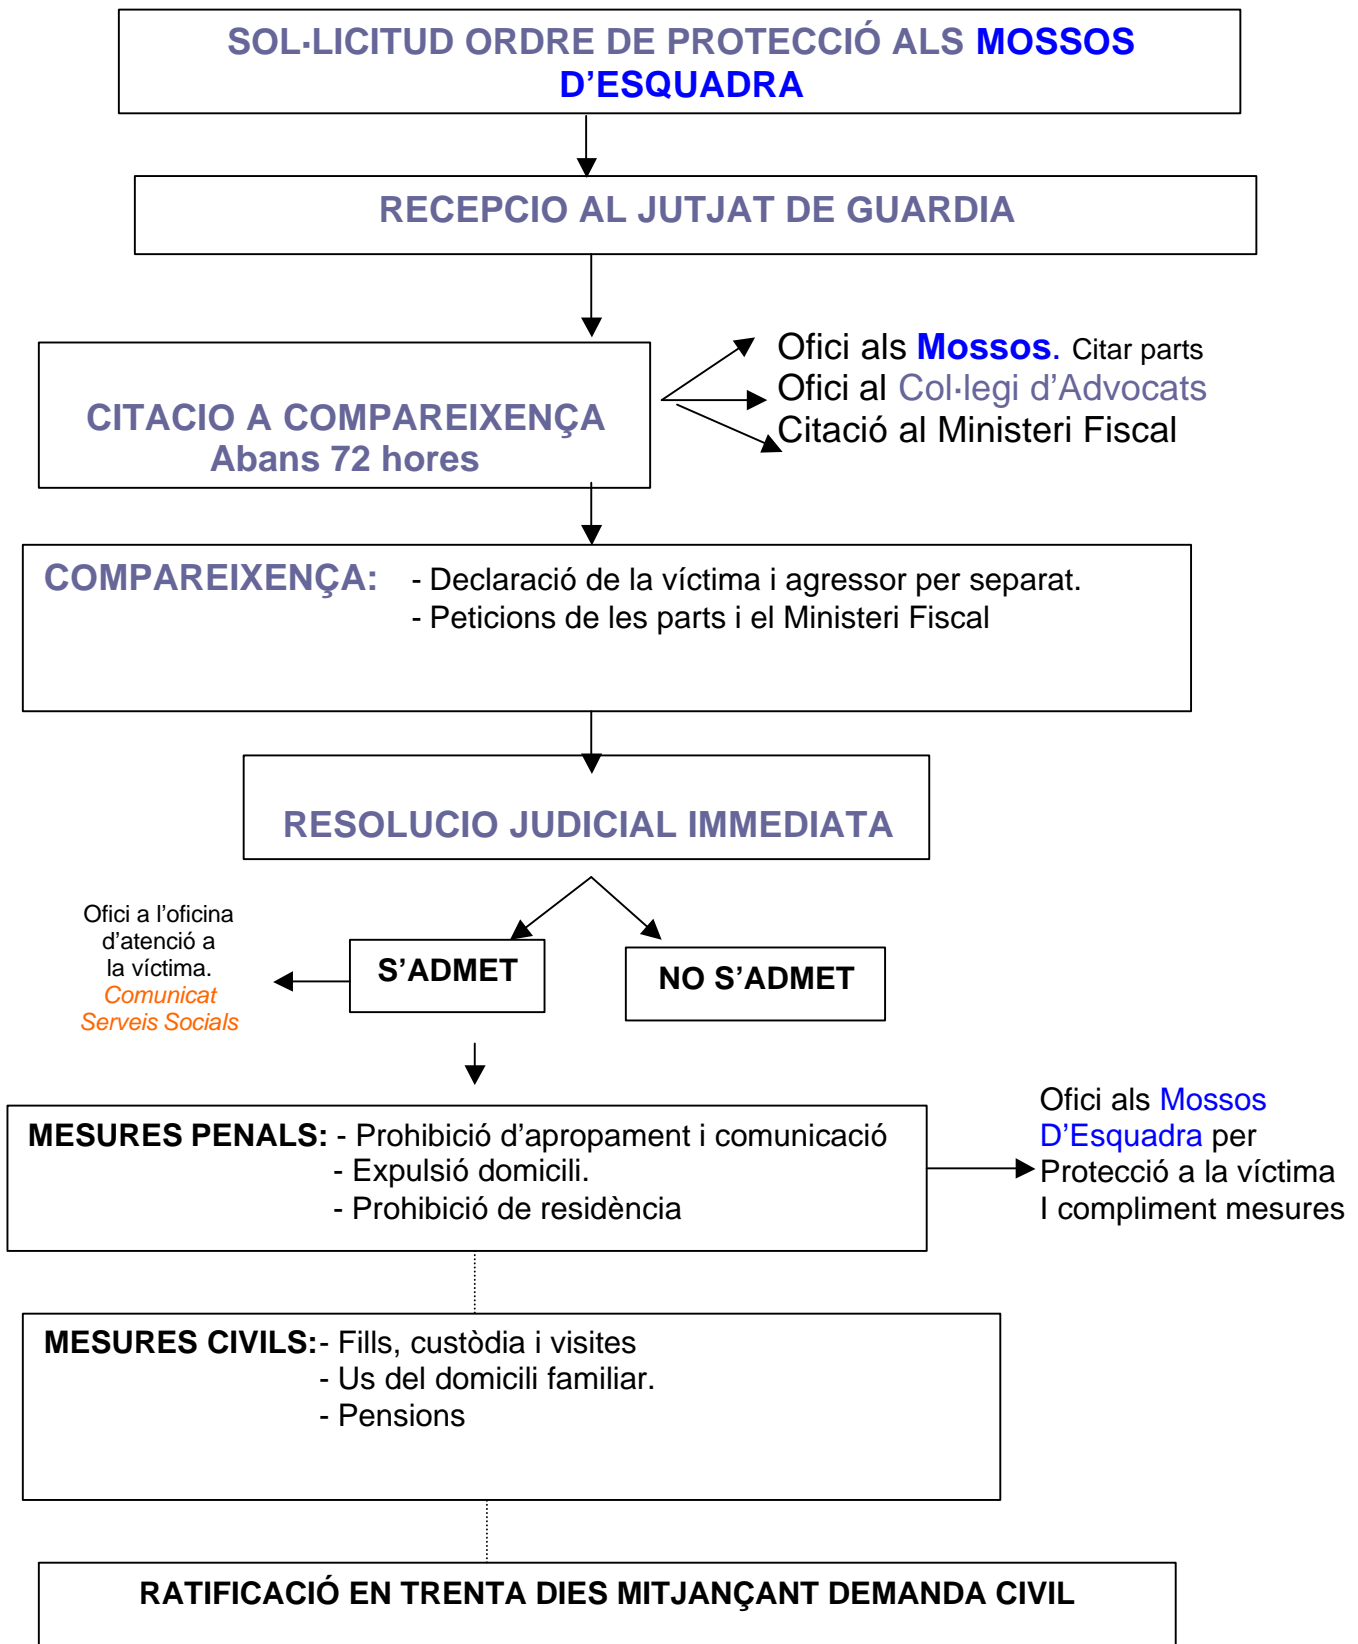 SOL·LICITUD ORDRE DE PROTECCIÓ ALS MOSSOS
D'ESQUADRA
RECEPCIO AL JUTJAT DE GUARDIA
CITACIO A COMPAREIXENÇA
Abans 72 hores
Ofici als Mossos. Citar parts
Ofici al Col·legi d'Advocats
Citació al Ministeri Fiscal
COMPAREIXENÇA: - Declaració de la víctima i agressor per separat.
- Peticions de les parts i el Ministeri Fiscal
RESOLUCIO JUDICIAL IMMEDIATA
Ofici a l'oficina
d'atenció a
la víctima.
Comunicat
Serveis Socials
S'ADMET
NO S'ADMET
MESURES PENALS: - Prohibició d'apropament i comunicació
- Expulsió domicili.
- Prohibició de residència
Ofici als Mossos
D'Esquadra per
Protecció a la víctima
I compliment mesures
MESURES CIVILS:- Fills, custòdia i visites
- Us del domicili familiar.
- Pensions
RATIFICACIÓ EN TRENTA DIES MITJANÇANT DEMANDA CIVIL